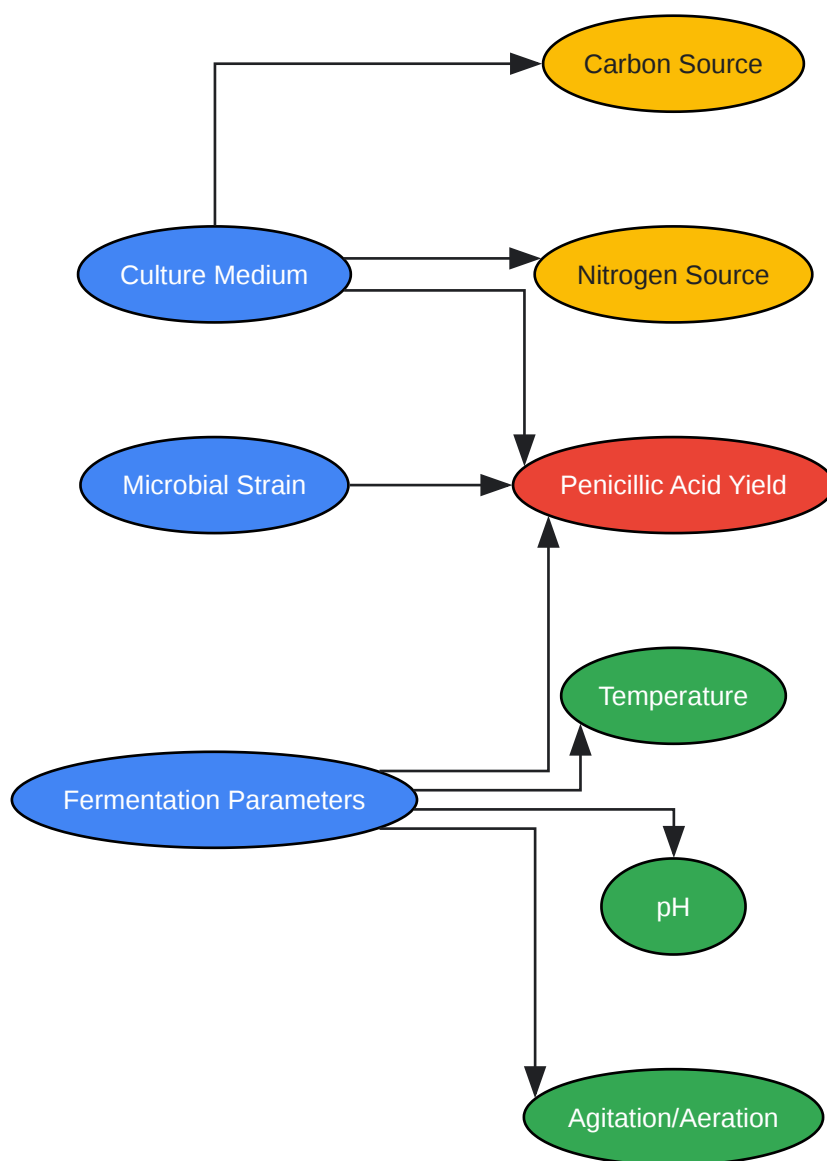 Carbon Source
Culture Medium
Nitrogen Source
Microbial Strain
Penicillic Acid Yield
Temperature
Fermentation Parameters
pH
Agitation/Aeration